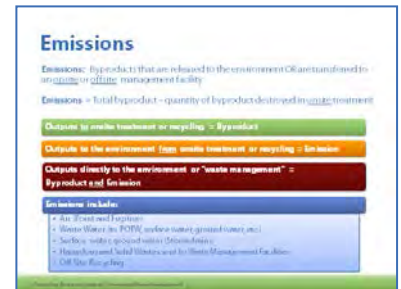 Emissions
Emissions: Byproducts that are released to the environment OR are transferred to
an onsite or offsite management facility
Emissions = Total byproduct – quantity of byproduct destroyed in onsite treatment
Outputs to onsite treatment or recycling = Byproduct
Outputs to the environment from onsite treatment or recycling = Emission
Outputs directly to the environment or "waste management" =
Byproduct and Emission
Emissions include:
• Air (Point and Fugitive)
• Waste Water (to POTW, surface water, ground water, etc)
• Surface water, ground water
• Hazardous and Solid Wastes sent to Waste Management Facilities
• Off Site Recycling